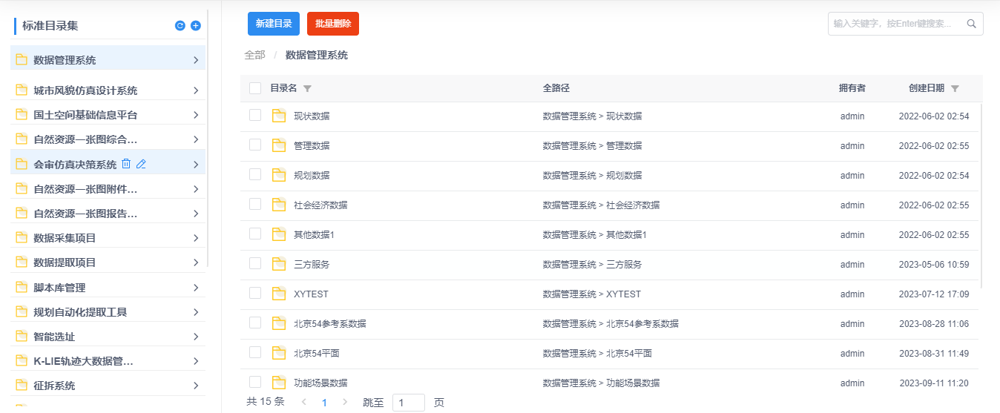 标准目录集
数据管理系统
城市风貌仿真设计系统
国土空间基础信息平台
自然资源一张图综合...
会审仿真决策系统
自然资源一张图附件...
自然资源一张图报告...
数据采集项目
数据提取项目
脚本库管理
规划自动化提取工具
智能选址
K-LIE轨迹大数据管...
征拆系统
新建目录 批量删除 输入关键字，按Enter键搜索...
全部 / 数据管理系统
目录名 全路径 拥有者 创建日期
现状数据 数据管理系统 > 现状数据 admin 2022-06-02 02:54
管理数据 数据管理系统 > 管理数据 admin 2022-06-02 02:55
规划数据 数据管理系统 > 规划数据 admin 2022-06-02 02:54
社会经济数据 数据管理系统 > 社会经济数据 admin 2022-06-02 02:55
其他数据1 数据管理系统 > 其他数据1 admin 2022-06-02 02:55
三方服务 数据管理系统 > 三方服务 admin 2023-05-06 10:59
XYTEST 数据管理系统 > XYTEST admin 2023-07-12 17:09
北京54参考系数据 数据管理系统 > 北京54参考系数据 admin 2023-08-28 11:06
北京54平面 数据管理系统 > 北京54平面 admin 2023-08-31 11:49
功能场景数据 数据管理系统 > 功能场景数据 admin 2023-09-11 11:20
共 15 条 < 1 > 跳至 1 页